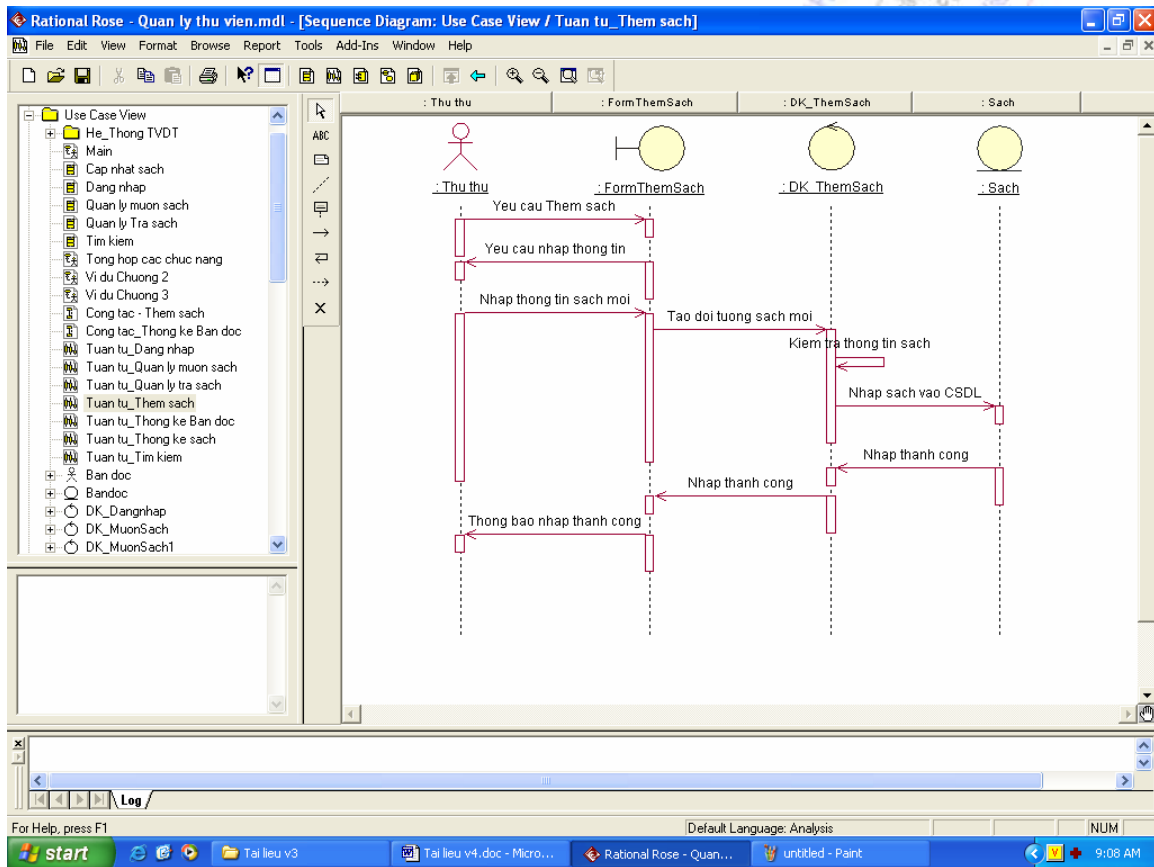 Rational Rose - Quan ly thu vien.mdl - [Sequence Diagram: Use Case View / Tuan tu_Them sach]
File Edit View Format Browse Report Tools Add-Ins Window Help
Use Case View
He_Thong TVDT
Main
Cap nhat sach
Dang nhap
Quan ly muon sach
Quan ly Tra sach
Tim kiem
Tong hop cac chuc nang
Vi du Chuong 2
Vi du Chuong 3
Cong tac - Them sach
Cong tac_Thong ke Ban doc
Tuan tu_Dang nhap
Tuan tu_Quan ly muon sach
Tuan tu_Quan ly tra sach
Tuan tu_Them sach
Tuan tu_Thong ke Ban doc
Tuan tu_Thong ke sach
Tuan tu_Tim kiem
Ban doc
Bandoc
DK_Dangnhap
DK_MuonSach
DK_MuonSach1
ABC
: Thu thu : FormThemSach : DK_ThemSach : Sach
: Thu thu : FormThemSach : DK_ThemSach : Sach
Yeu cau Them sach
Yeu cau nhap thong tin
Nhap thong tin sach moi
Tao doi tuong sach moi
Kiem tra thong tin sach
Nhap sach vao CSDL
Nhap thanh cong
Nhap thanh cong
Thong bao nhap thanh cong
Log
For Help, press F1 Default Language: Analysis NUM
start Tai lieu v3 Tai lieu v4.doc - Micro... Rational Rose - Quan... untitled - Paint V 9:08 AM